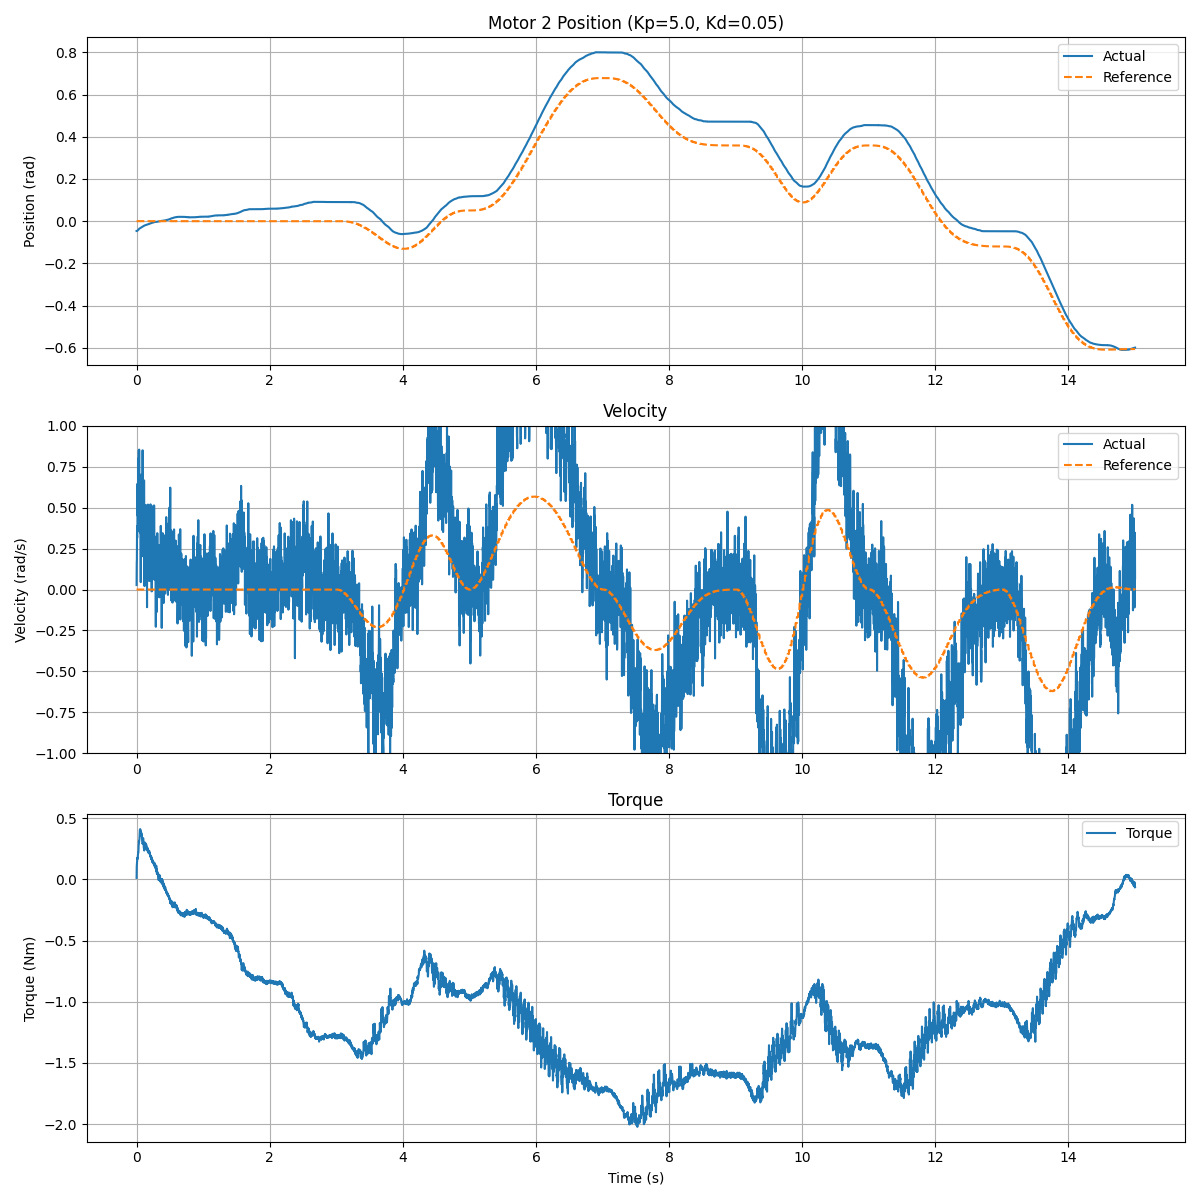 Motor 2 Position (Kp=5.0, Kd=0.05)
Position (rad)
0.8
0.6
0.4
0.2
0.0
−0.2
−0.4
−0.6
Actual
Reference
0 2 4 6 8 10 12 14
Velocity
Velocity (rad/s)
1.00
0.75
0.50
0.25
0.00
−0.25
−0.50
−0.75
−1.00
Actual
Reference
0 2 4 6 8 10 12 14
Torque
Torque (Nm)
0.5
0.0
−0.5
−1.0
−1.5
−2.0
Torque
0 2 4 6 8 10 12 14
Time (s)